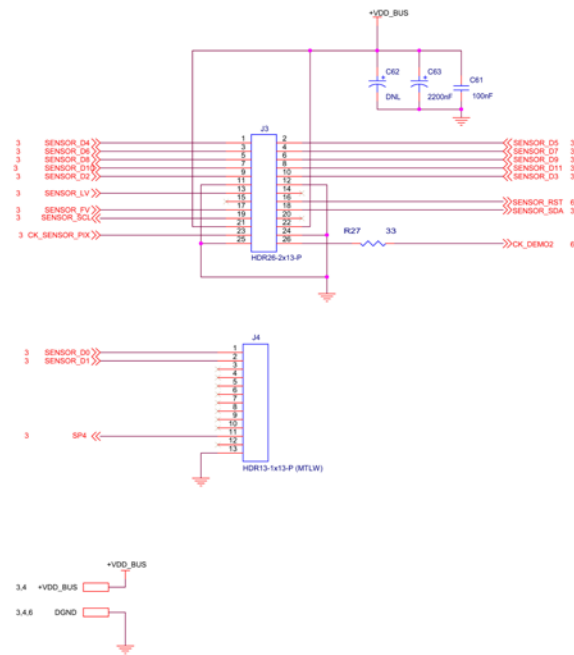 +VDD_BUS
C62
C63
C61
DNL
2200nF
100nF
J3
3 SENSOR_D4 1 2 SENSOR_D5 3
3 SENSOR_D6 3 4 SENSOR_D7 3
3 SENSOR_D8 5 6 SENSOR_D9 3
3 SENSOR_D10 7 8 SENSOR_D11 3
3 SENSOR_D2 9 10 SENSOR_D3 3
11 12
3 SENSOR_LV 13 14
15 16 SENSOR_RST 6
3 SENSOR_FV 17 18 SENSOR_SDA 3
3 SENSOR_SCL 19 20
21 22
3 CK_SENSOR_PIX 23 24
25 26 R27 33 CK_DEMO2 6
HDR26-2x13-P
J4
3 SENSOR_D0 1
3 SENSOR_D1 2
3
4
5
6
7
8
9
10
3 SP4 11
12
13
HDR13-1x13-P (MTLW)
+VDD_BUS
3,4 +VDD_BUS
3,4,6 DGND